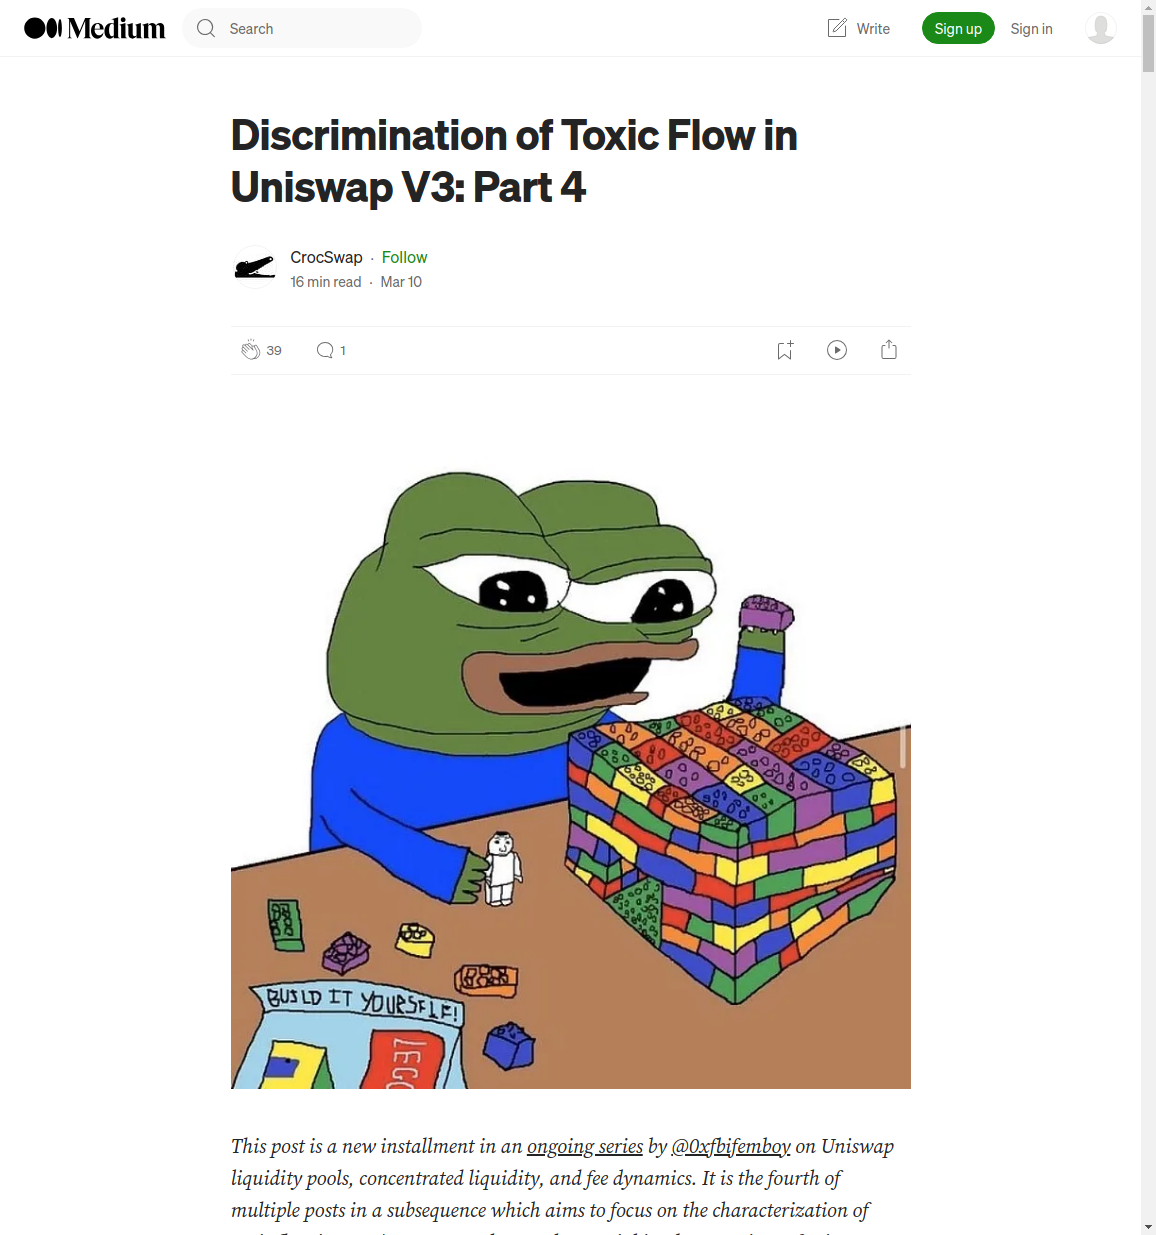 Medium
Search
Write
Sign up
Sign in
Discrimination of Toxic Flow in
Uniswap V3: Part 4
CrocSwap · Follow
16 min read · Mar 10
39
1
BUSLD IT YOURSELF!
LEGO
This post is a new installment in an ongoing series by @0xfbifemboy on Uniswap
liquidity pools, concentrated liquidity, and fee dynamics. It is the fourth of
multiple posts in a subsequence which aims to focus on the characterization of